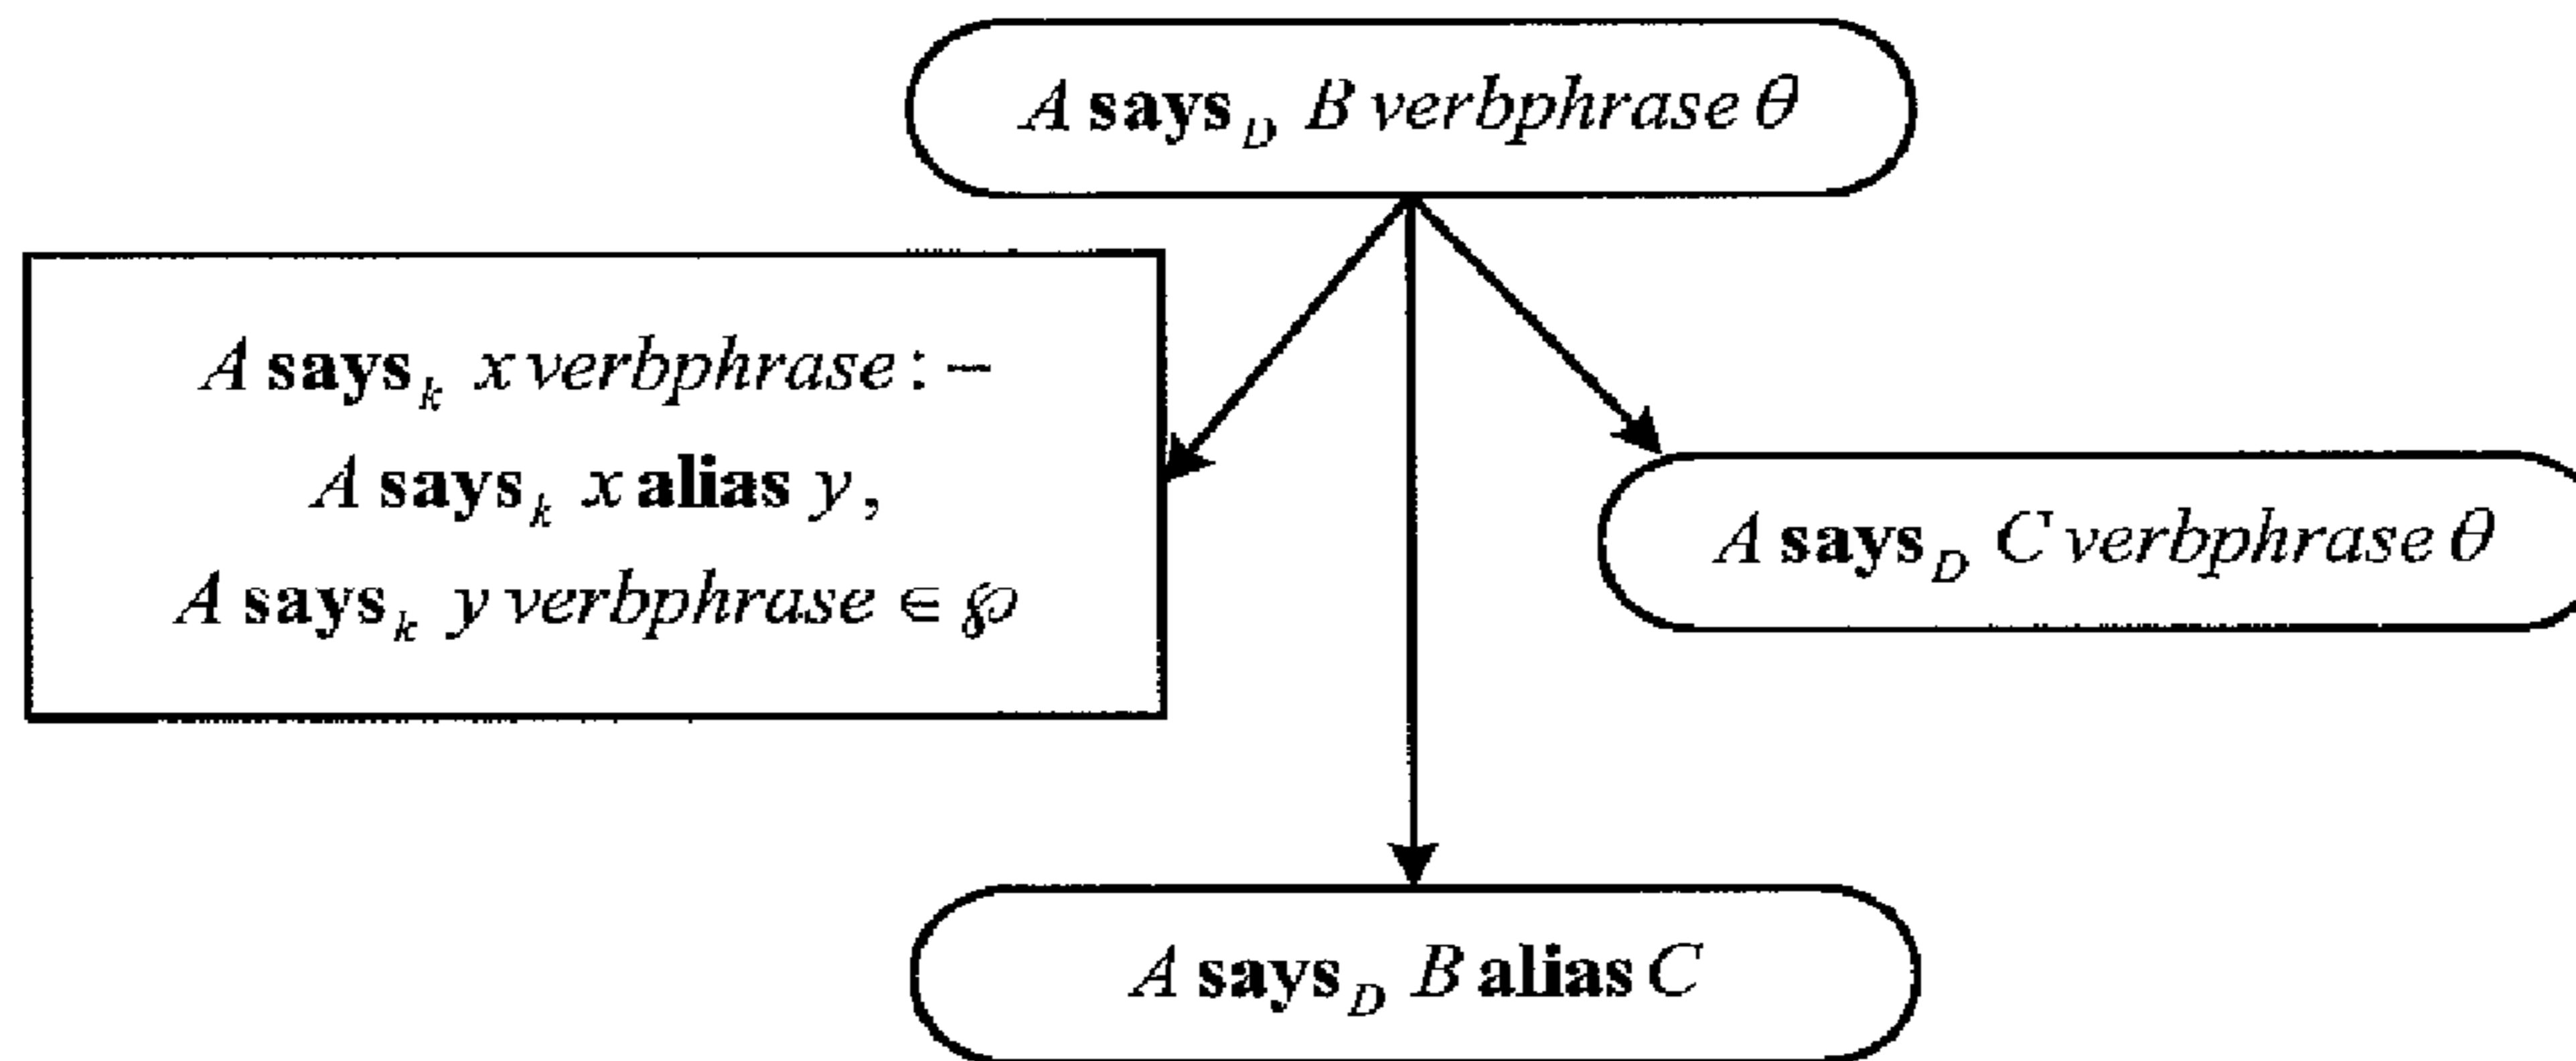 A says_D B verbphrase θ
A says_k x verbphrase :–
A says_k x alias y,
A says_k y verbphrase ∈ ℘
A says_D C verbphrase θ
A says_D B alias C